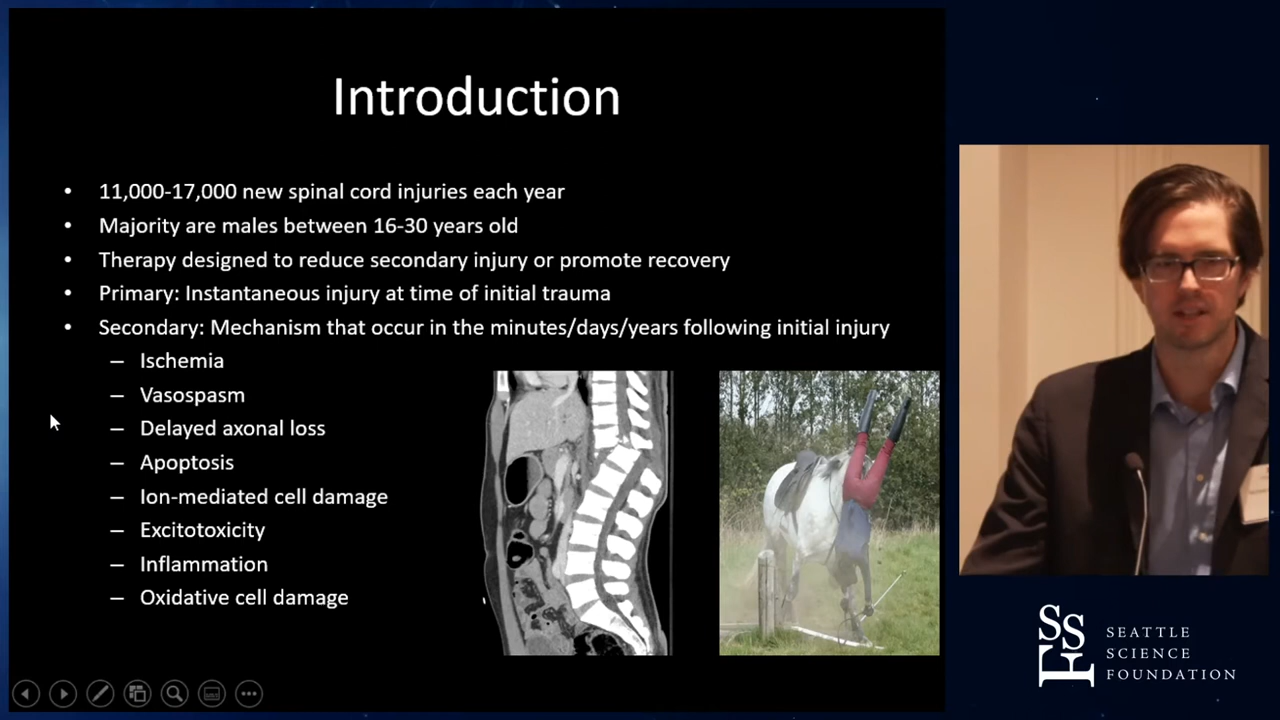 Introduction
• 11,000-17,000 new spinal cord injuries each year
• Majority are males between 16-30 years old
• Therapy designed to reduce secondary injury or promote recovery
• Primary: Instantaneous injury at time of initial trauma
• Secondary: Mechanism that occur in the minutes/days/years following initial injury
– Ischemia
– Vasospasm
– Delayed axonal loss
– Apoptosis
– Ion-mediated cell damage
– Excitotoxicity
– Inflammation
– Oxidative cell damage
SSF
SEATTLE
SCIENCE
FOUNDATION